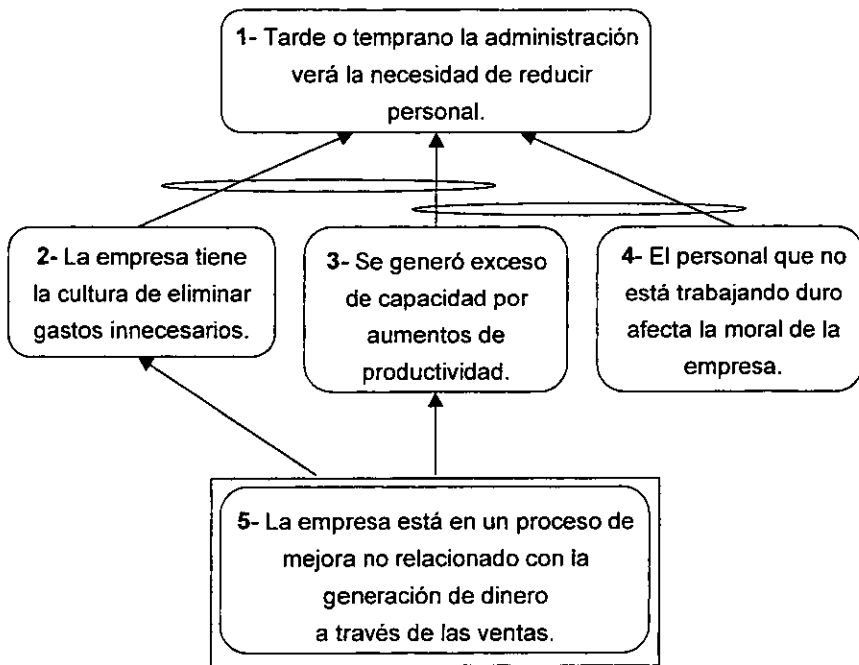 1- Tarde o temprano la administración
verá la necesidad de reducir
personal.
2- La empresa tiene
la cultura de eliminar
gastos innecesarios.
3- Se generó exceso
de capacidad por
aumentos de
productividad.
4- El personal que no
está trabajando duro
afecta la moral de la
empresa.
5- La empresa está en un proceso de
mejora no relacionado con la
generación de dinero
a través de las ventas.